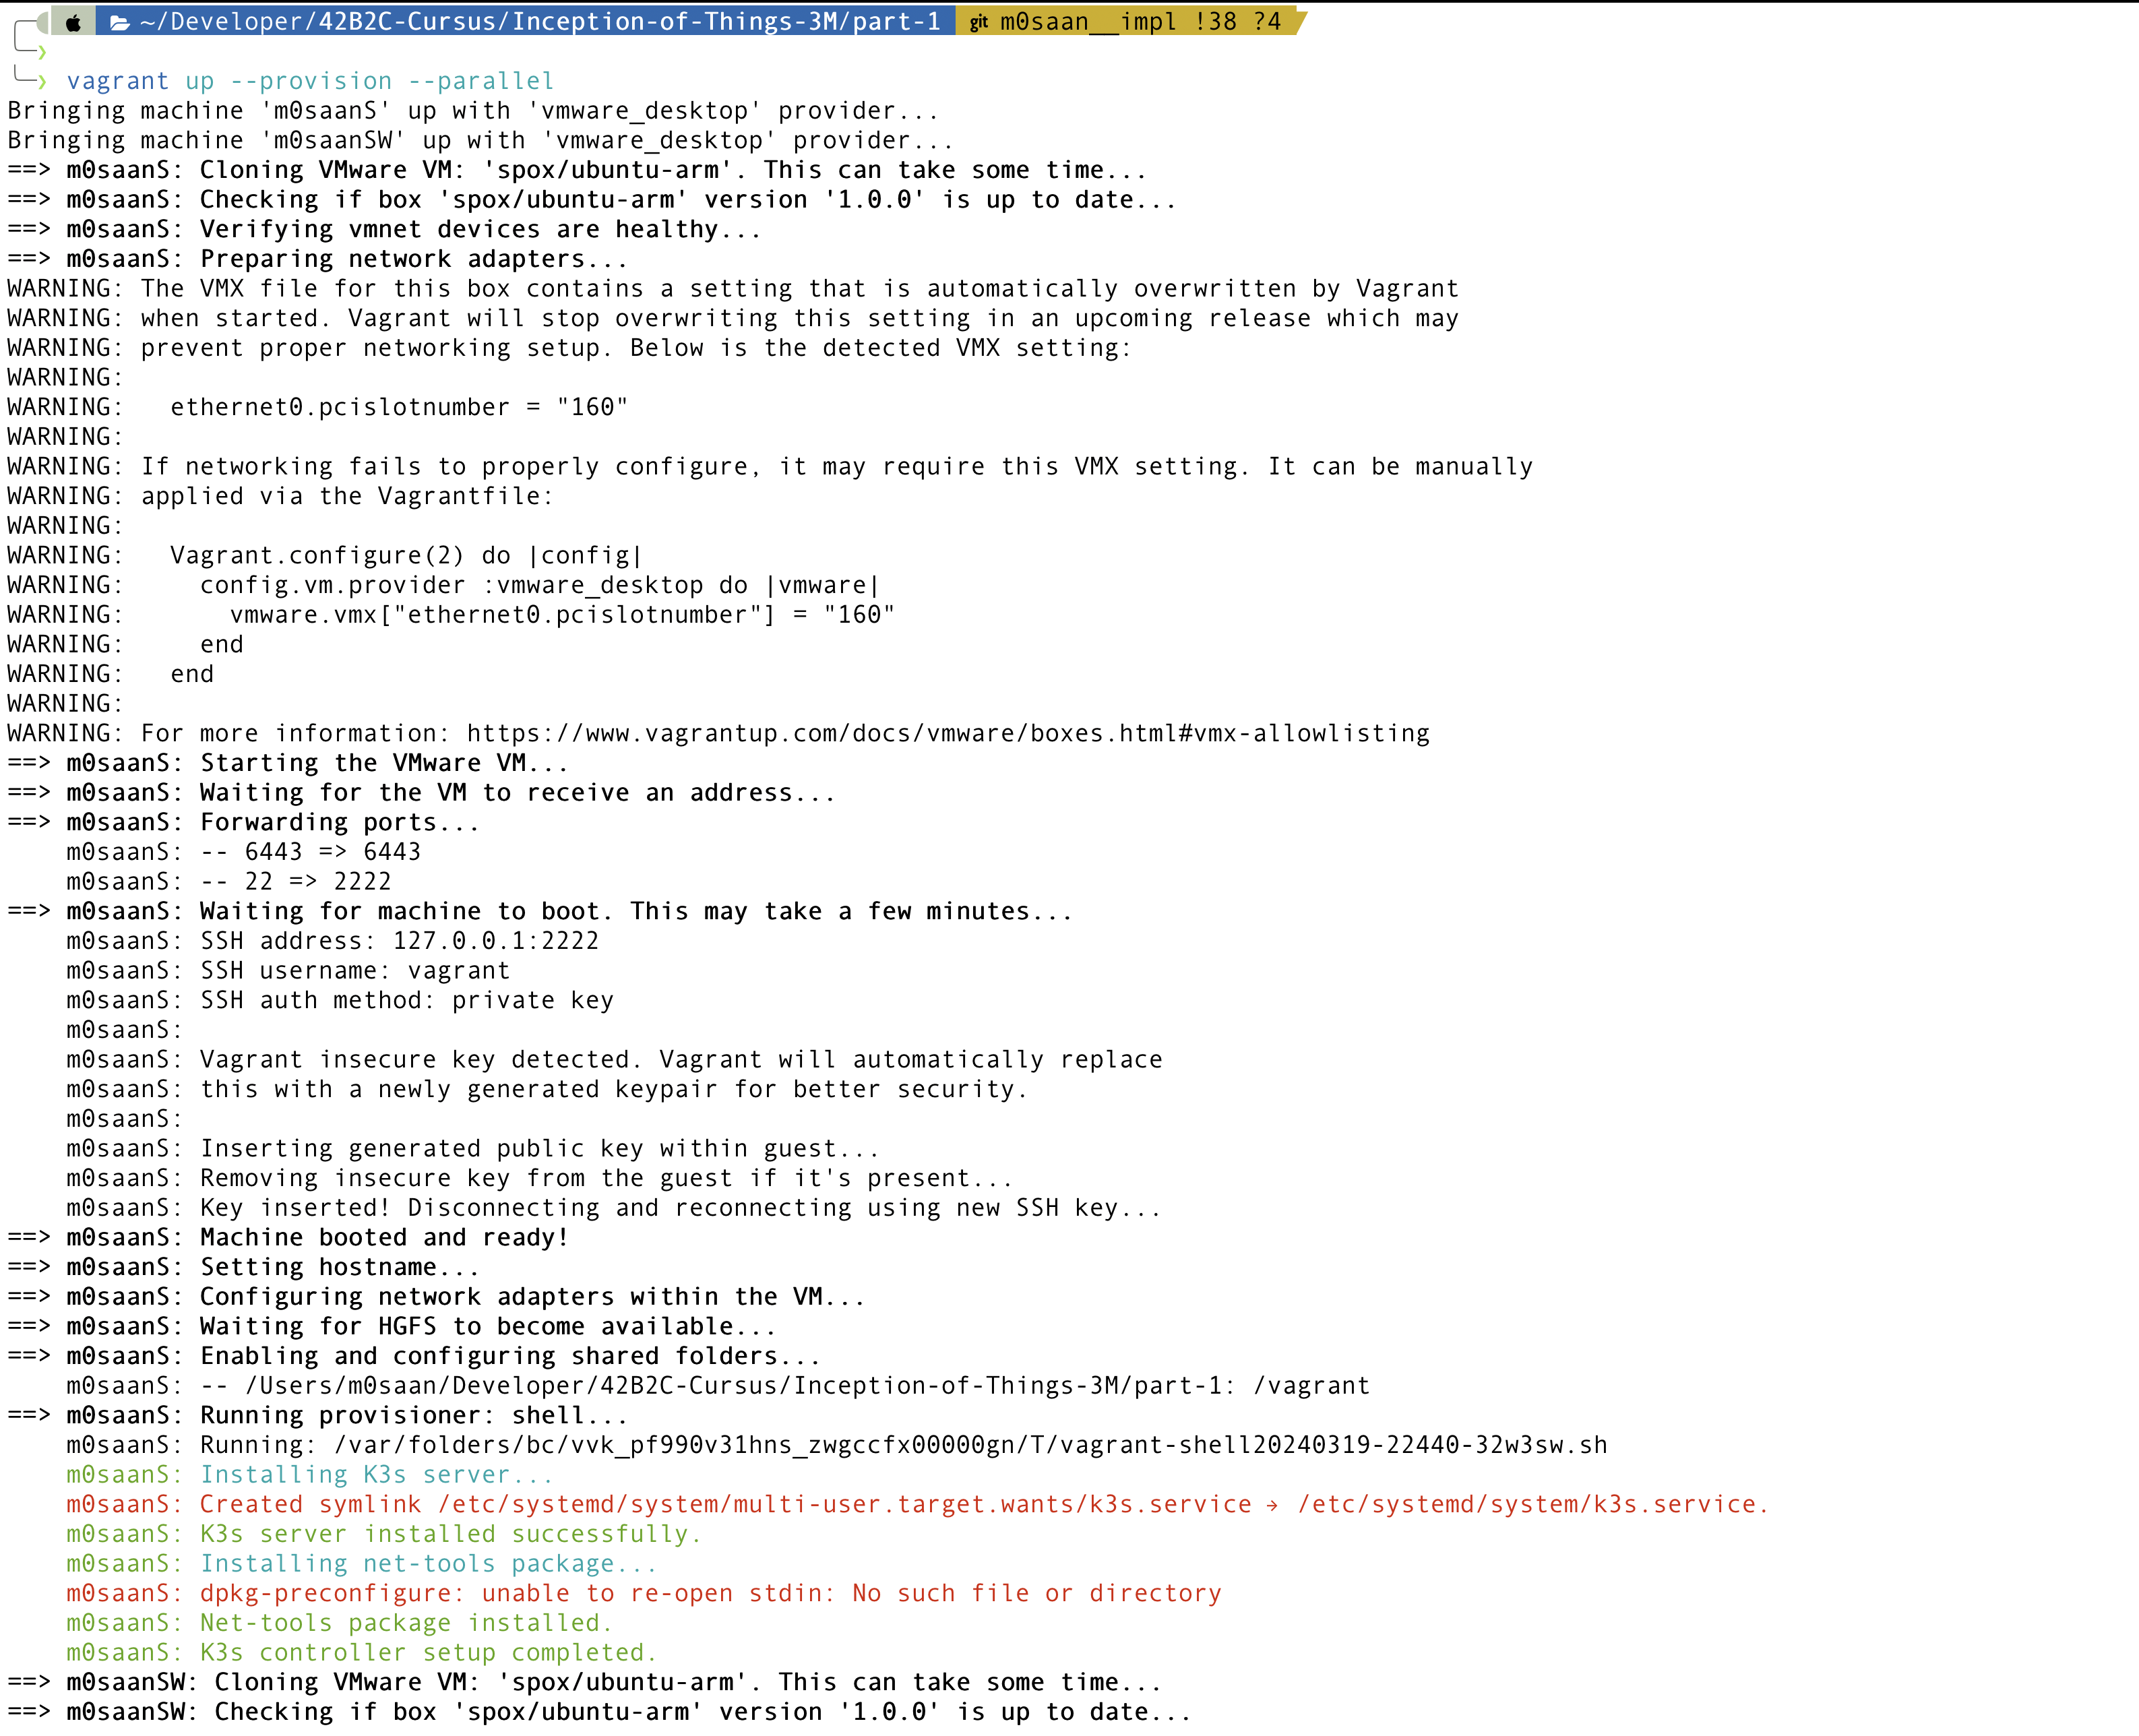 ~/Developer/42B2C-Cursus/Inception-of-Things-3M/part-1 git m0saan__impl !38 ?4
❯
❯ vagrant up --provision --parallel
Bringing machine 'm0saanS' up with 'vmware_desktop' provider...
Bringing machine 'm0saanSW' up with 'vmware_desktop' provider...
==> m0saanS: Cloning VMware VM: 'spox/ubuntu-arm'. This can take some time...
==> m0saanS: Checking if box 'spox/ubuntu-arm' version '1.0.0' is up to date...
==> m0saanS: Verifying vmnet devices are healthy...
==> m0saanS: Preparing network adapters...
WARNING: The VMX file for this box contains a setting that is automatically overwritten by Vagrant
WARNING: when started. Vagrant will stop overwriting this setting in an upcoming release which may
WARNING: prevent proper networking setup. Below is the detected VMX setting:
WARNING:
WARNING:   ethernet0.pcislotnumber = "160"
WARNING:
WARNING: If networking fails to properly configure, it may require this VMX setting. It can be manually
WARNING: applied via the Vagrantfile:
WARNING:
WARNING:   Vagrant.configure(2) do |config|
WARNING:     config.vm.provider :vmware_desktop do |vmware|
WARNING:       vmware.vmx["ethernet0.pcislotnumber"] = "160"
WARNING:     end
WARNING:   end
WARNING:
WARNING: For more information: https://www.vagrantup.com/docs/vmware/boxes.html#vmx-allowlisting
==> m0saanS: Starting the VMware VM...
==> m0saanS: Waiting for the VM to receive an address...
==> m0saanS: Forwarding ports...
    m0saanS: -- 6443 => 6443
    m0saanS: -- 22 => 2222
==> m0saanS: Waiting for machine to boot. This may take a few minutes...
    m0saanS: SSH address: 127.0.0.1:2222
    m0saanS: SSH username: vagrant
    m0saanS: SSH auth method: private key
    m0saanS:
    m0saanS: Vagrant insecure key detected. Vagrant will automatically replace
    m0saanS: this with a newly generated keypair for better security.
    m0saanS:
    m0saanS: Inserting generated public key within guest...
    m0saanS: Removing insecure key from the guest if it's present...
    m0saanS: Key inserted! Disconnecting and reconnecting using new SSH key...
==> m0saanS: Machine booted and ready!
==> m0saanS: Setting hostname...
==> m0saanS: Configuring network adapters within the VM...
==> m0saanS: Waiting for HGFS to become available...
==> m0saanS: Enabling and configuring shared folders...
    m0saanS: -- /Users/m0saan/Developer/42B2C-Cursus/Inception-of-Things-3M/part-1: /vagrant
==> m0saanS: Running provisioner: shell...
    m0saanS: Running: /var/folders/bc/vvk_pf990v31hns_zwgccfx00000gn/T/vagrant-shell20240319-22440-32w3sw.sh
    m0saanS: Installing K3s server...
    m0saanS: Created symlink /etc/systemd/system/multi-user.target.wants/k3s.service → /etc/systemd/system/k3s.service.
    m0saanS: K3s server installed successfully.
    m0saanS: Installing net-tools package...
    m0saanS: dpkg-preconfigure: unable to re-open stdin: No such file or directory
    m0saanS: Net-tools package installed.
    m0saanS: K3s controller setup completed.
==> m0saanSW: Cloning VMware VM: 'spox/ubuntu-arm'. This can take some time...
==> m0saanSW: Checking if box 'spox/ubuntu-arm' version '1.0.0' is up to date...